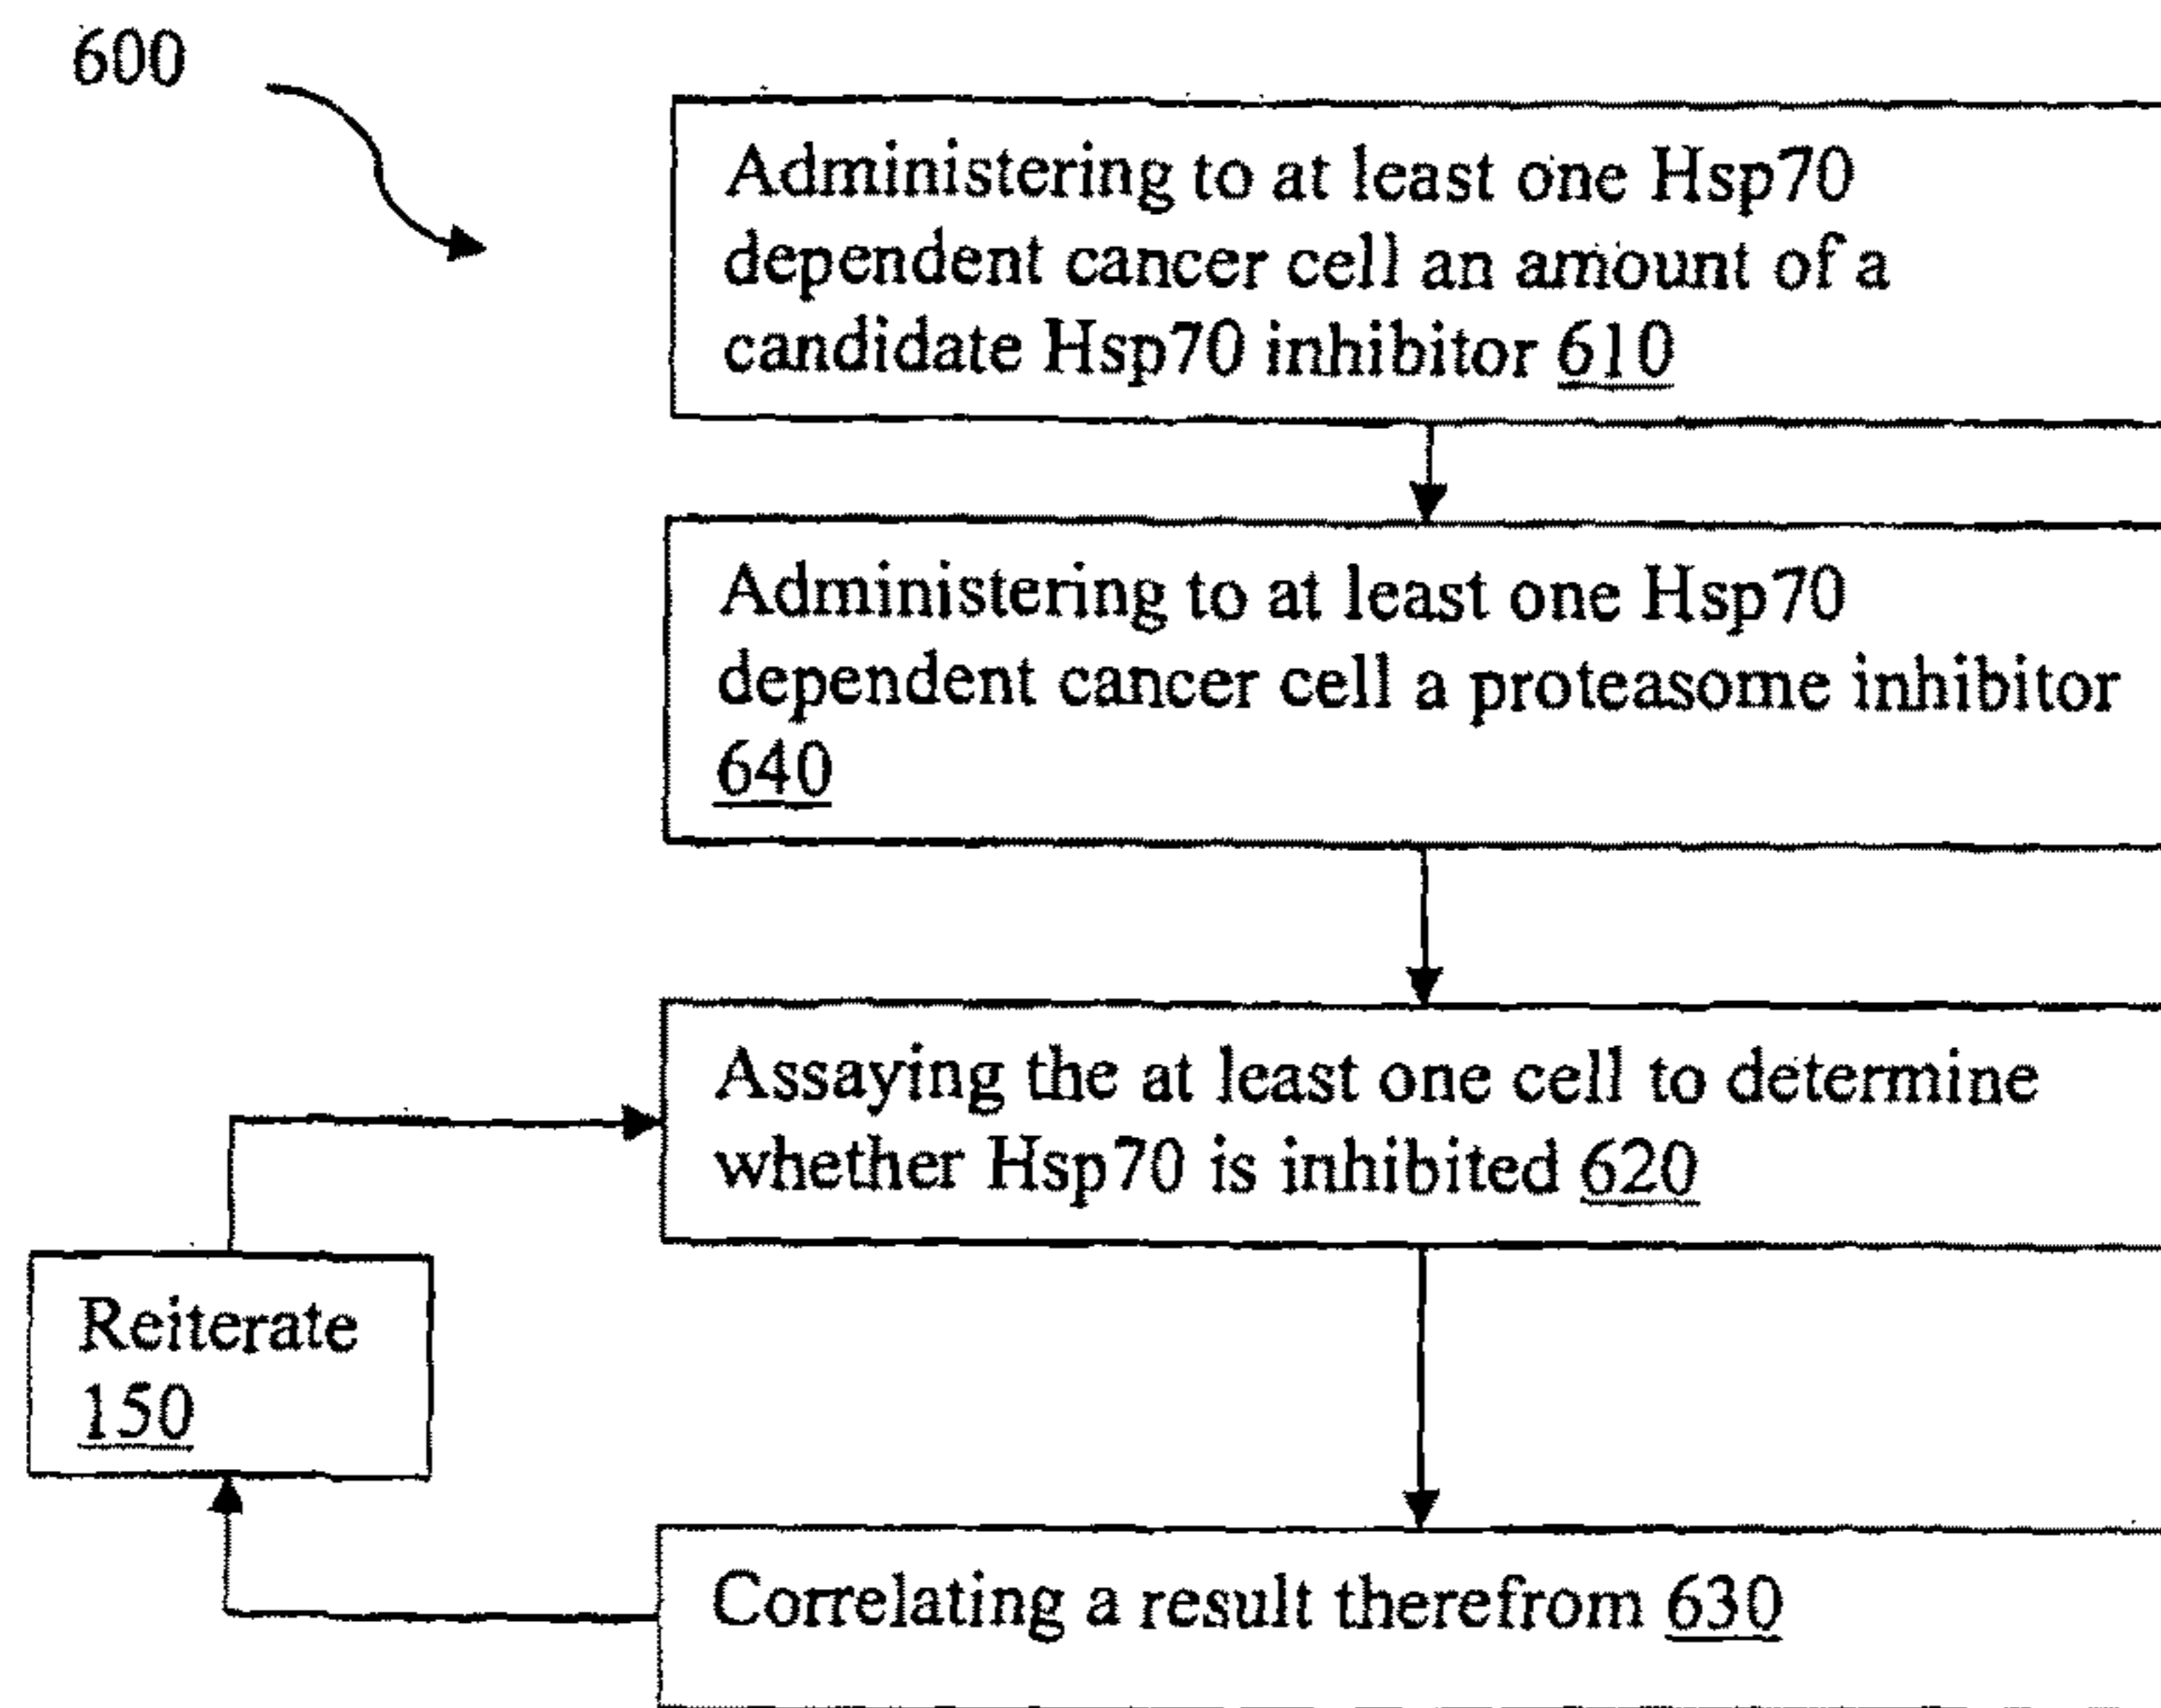 600
Administering to at least one Hsp70
dependent cancer cell an amount of a
candidate Hsp70 inhibitor 610
Administering to at least one Hsp70
dependent cancer cell a proteasome inhibitor
640
Assaying the at least one cell to determine
whether Hsp70 is inhibited 620
Reiterate
150
Correlating a result therefrom 630